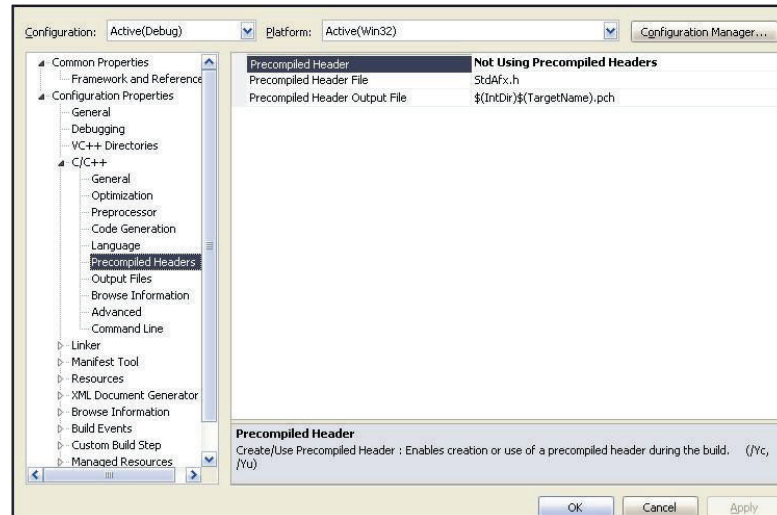 Configuration: Active(Debug) Platform: Active(Win32) Configuration Manager...
Common Properties
Framework and Reference
Configuration Properties
General
Debugging
VC++ Directories
C/C++
General
Optimization
Preprocessor
Code Generation
Language
Precompiled Headers
Output Files
Browse Information
Advanced
Command Line
Linker
Manifest Tool
Resources
XML Document Generator
Browse Information
Build Events
Custom Build Step
Managed Resources
Precompiled Header Not Using Precompiled Headers
Precompiled Header File StdAfx.h
Precompiled Header Output File $(IntDir)$(TargetName).pch
Precompiled Header
Create/Use Precompiled Header : Enables creation or use of a precompiled header during the build. (/Yc,
/Yu)
OK Cancel Apply